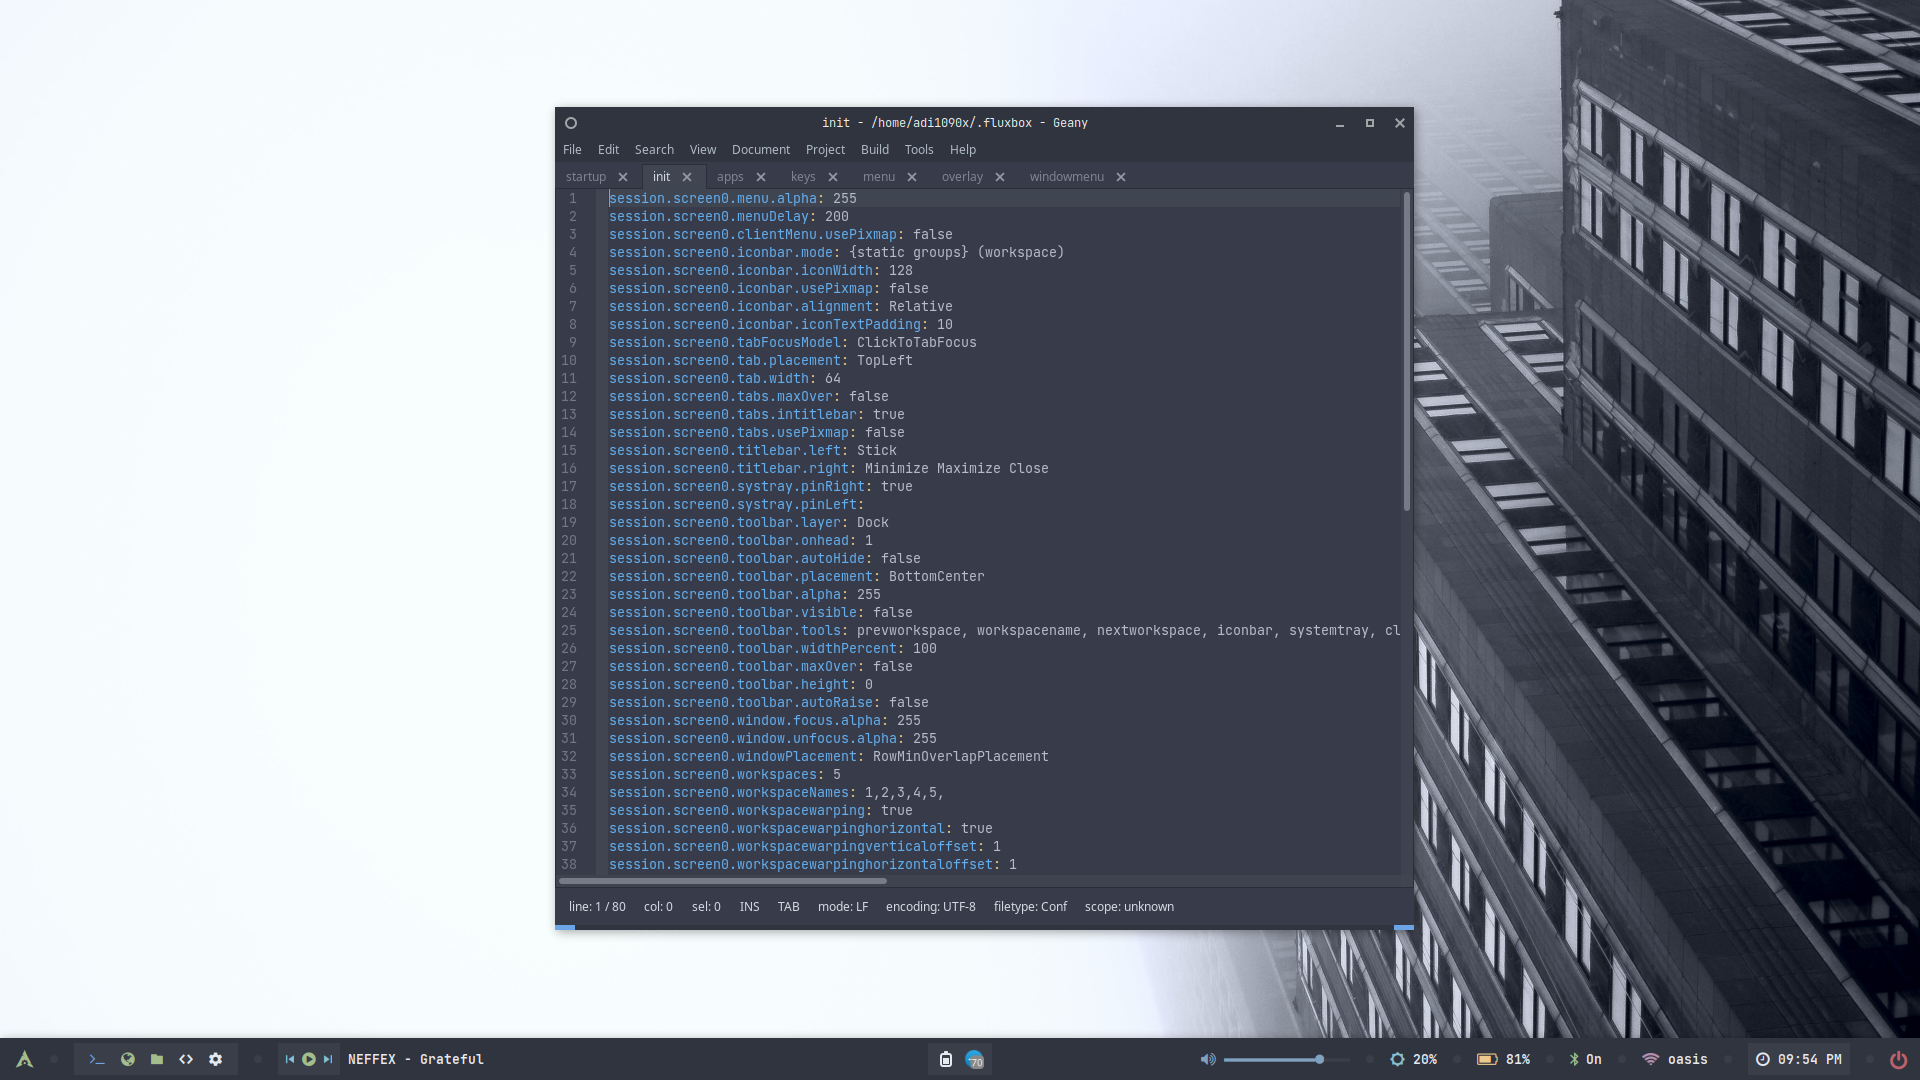 init - /home/adi1090x/.fluxbox - Geany
File Edit Search View Document Project Build Tools Help
startup init apps keys menu overlay windowmenu
1 session.screen0.menu.alpha: 255
2 session.screen0.menuDelay: 200
3 session.screen0.clientMenu.usePixmap: false
4 session.screen0.iconbar.mode: {static groups} (workspace)
5 session.screen0.iconbar.iconWidth: 128
6 session.screen0.iconbar.usePixmap: false
7 session.screen0.iconbar.alignment: Relative
8 session.screen0.iconbar.iconTextPadding: 10
9 session.screen0.tabFocusModel: ClickToTabFocus
10 session.screen0.tab.placement: TopLeft
11 session.screen0.tab.width: 64
12 session.screen0.tabs.maxOver: false
13 session.screen0.tabs.intitlebar: true
14 session.screen0.tabs.usePixmap: false
15 session.screen0.titlebar.left: Stick
16 session.screen0.titlebar.right: Minimize Maximize Close
17 session.screen0.systray.pinRight: true
18 session.screen0.systray.pinLeft:
19 session.screen0.toolbar.layer: Dock
20 session.screen0.toolbar.onhead: 1
21 session.screen0.toolbar.autoHide: false
22 session.screen0.toolbar.placement: BottomCenter
23 session.screen0.toolbar.alpha: 255
24 session.screen0.toolbar.visible: false
25 session.screen0.toolbar.tools: prevworkspace, workspacename, nextworkspace, iconbar, systemtray, cl
26 session.screen0.toolbar.widthPercent: 100
27 session.screen0.toolbar.maxOver: false
28 session.screen0.toolbar.height: 0
29 session.screen0.toolbar.autoRaise: false
30 session.screen0.window.focus.alpha: 255
31 session.screen0.window.unfocus.alpha: 255
32 session.screen0.windowPlacement: RowMinOverlapPlacement
33 session.screen0.workspaces: 5
34 session.screen0.workspaceNames: 1,2,3,4,5,
35 session.screen0.workspacewarping: true
36 session.screen0.workspacewarpinghorizontal: true
37 session.screen0.workspacewarpingverticaloffset: 1
38 session.screen0.workspacewarpinghorizontaloffset: 1
line: 1 / 80 col: 0 sel: 0 INS TAB mode: LF encoding: UTF-8 filetype: Conf scope: unknown
NEFFEX - Grateful 70 20% 81% On oasis 09:54 PM